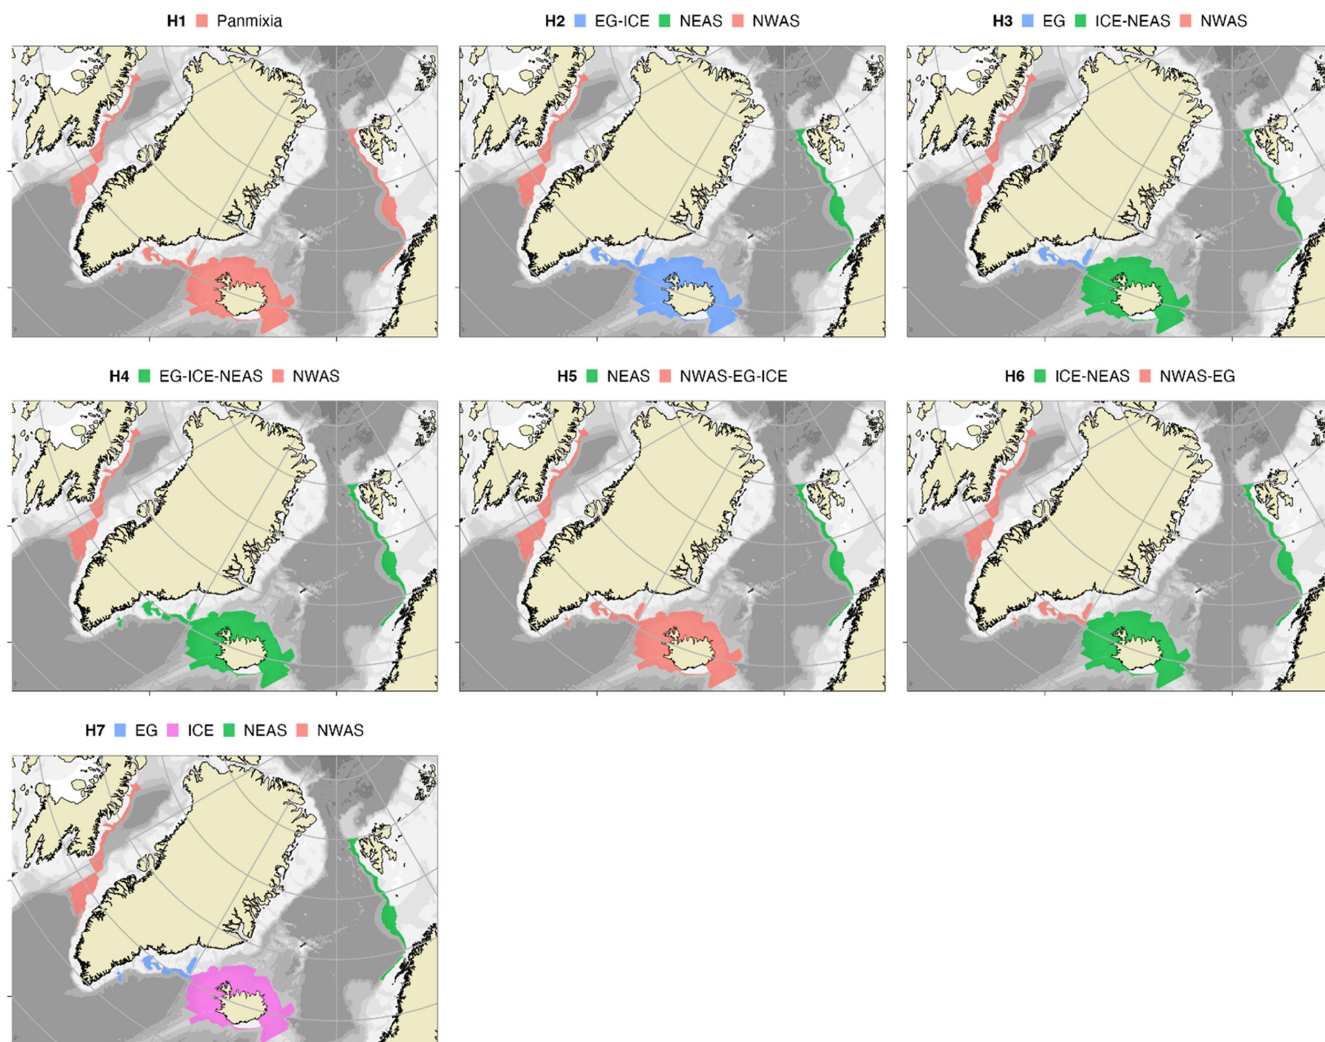 H1 Panmixia
H2 EG-ICE NEAS NWAS
H3 EG ICE-NEAS NWAS
H4 EG-ICE-NEAS NWAS
H5 NEAS NWAS-EG-ICE
H6 ICE-NEAS NWAS-EG
H7 EG ICE NEAS NWAS